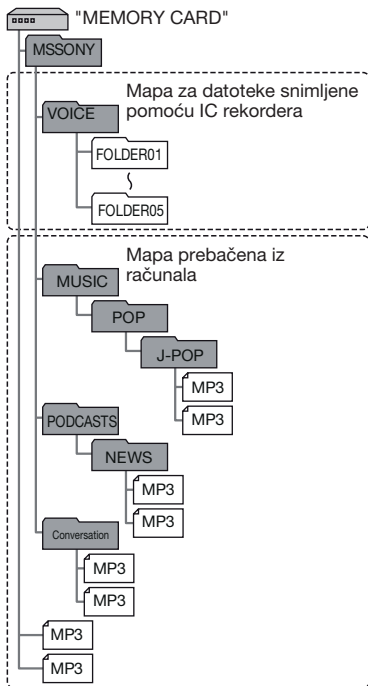 "MEMORY CARD"
MSSONY
Mapa za datoteke snimljene
pomoću IC rekordera
VOICE
FOLDER01
FOLDER05
Mapa prebačena iz
računala
MUSIC
POP
J-POP
MP3
MP3
PODCASTS
NEWS
MP3
MP3
Conversation
MP3
MP3
MP3
MP3